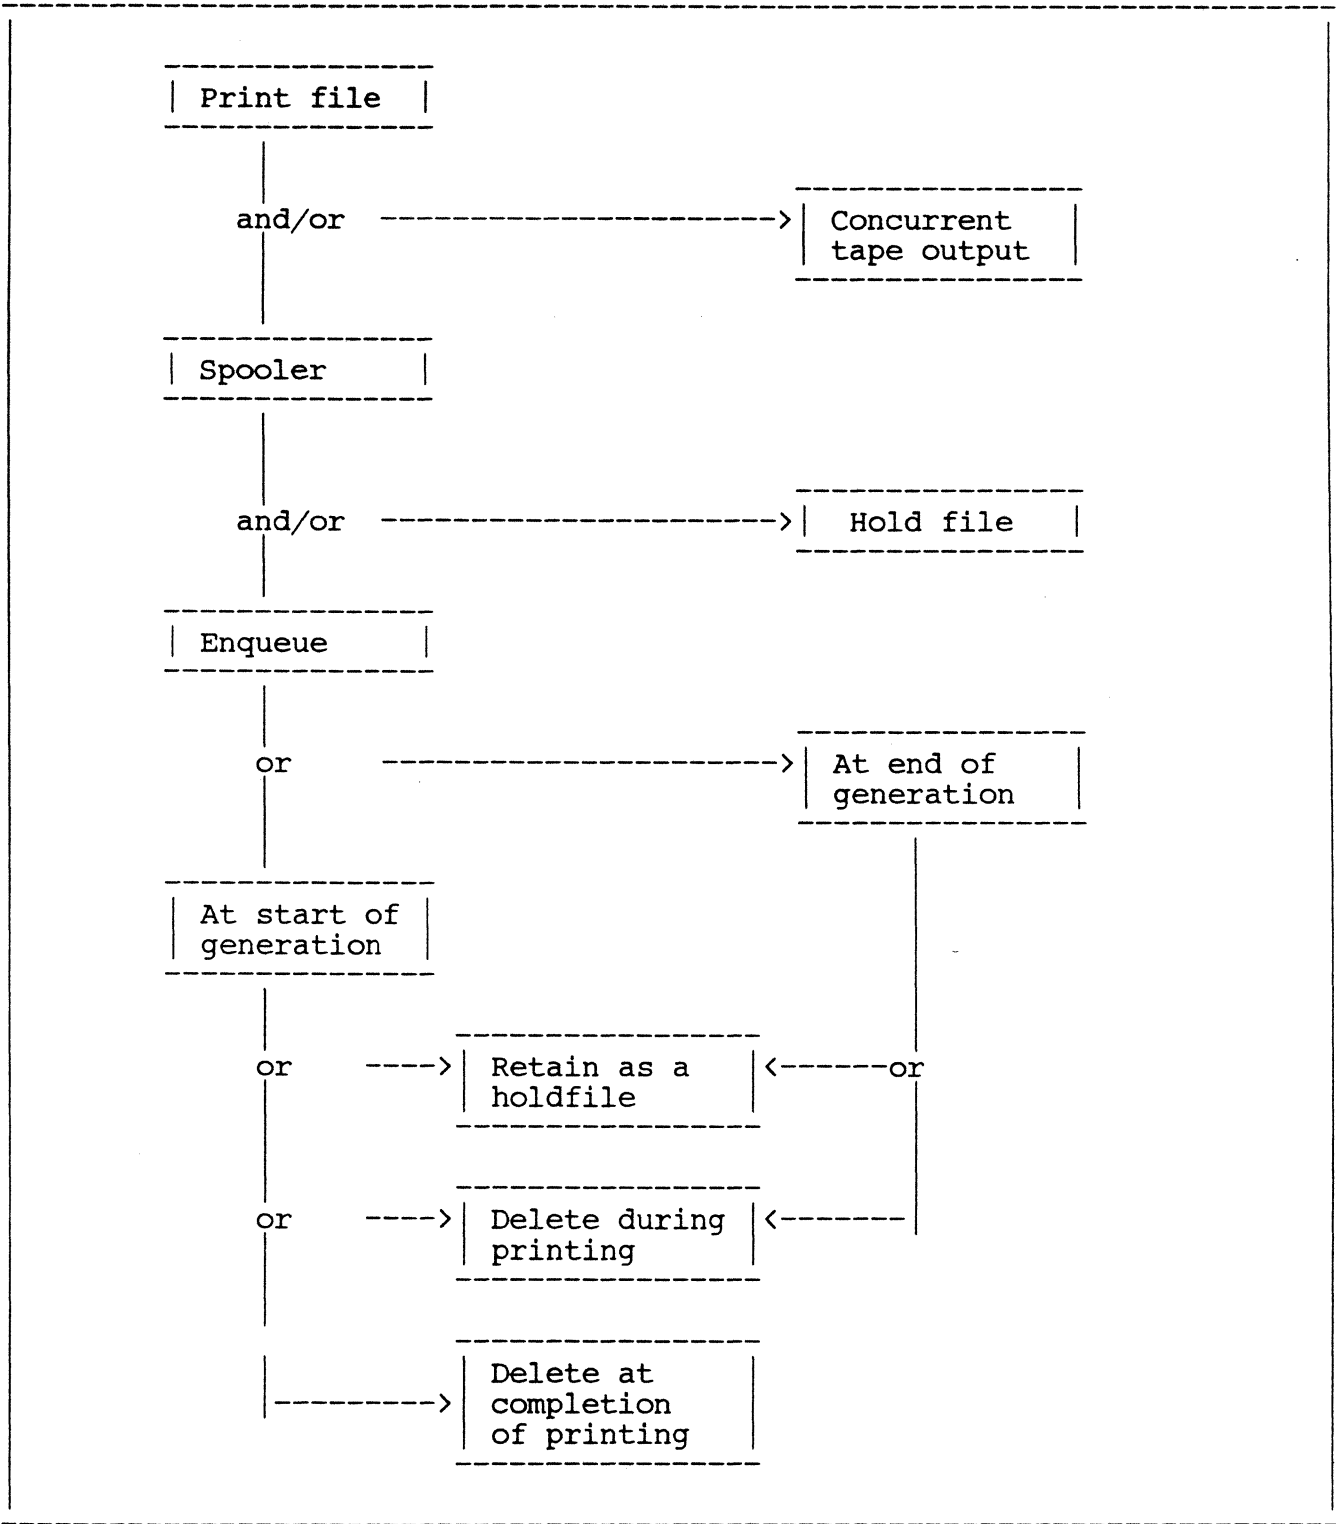 Print file
and/or
Concurrent
tape output
Spooler
and/or
Hold file
Enqueue
or
At end of
generation
At start of
generation
or
Retain as a
holdfile
or
or
Delete during
printing
Delete at
completion
of printing